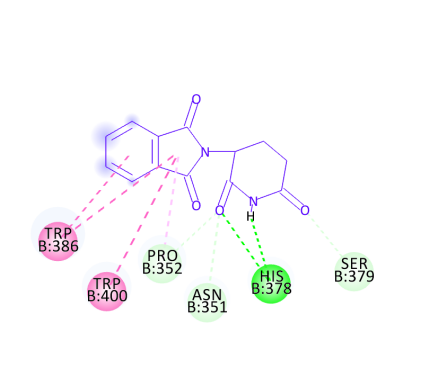 O
N
O
O
N
H
O
TRP
B:386
PRO
B:352
TRP
B:400
ASN
B:351
HIS
B:378
SER
B:379